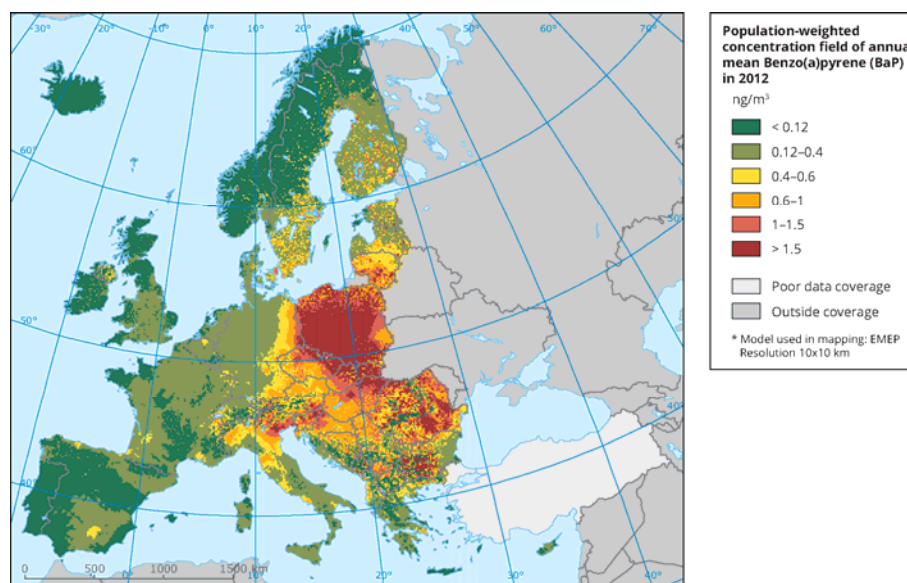 -30°
-20°
-10°
0°
10°
20°
30°
40°
50°
60°
70°
60°
50°
50°
40°
40°
0°
10°
20°
30°
40°
0 500 1000 1500 km
Population-weighted
concentration field of annua
mean Benzo(a)pyrene (BaP)
in 2012
ng/m³
< 0.12
0.12–0.4
0.4–0.6
0.6–1
1–1.5
> 1.5
Poor data coverage
Outside coverage
* Model used in mapping: EMEP
Resolution 10x10 km